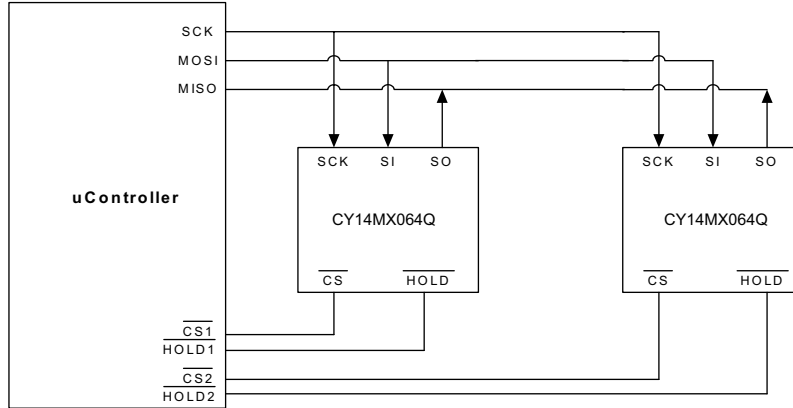 SCK
MOSI
MISO
uController
SCK SI SO
CY14MX064Q
CS HOLD
SCK SI SO
CY14MX064Q
CS HOLD
CS1
HOLD1
CS2
HOLD2